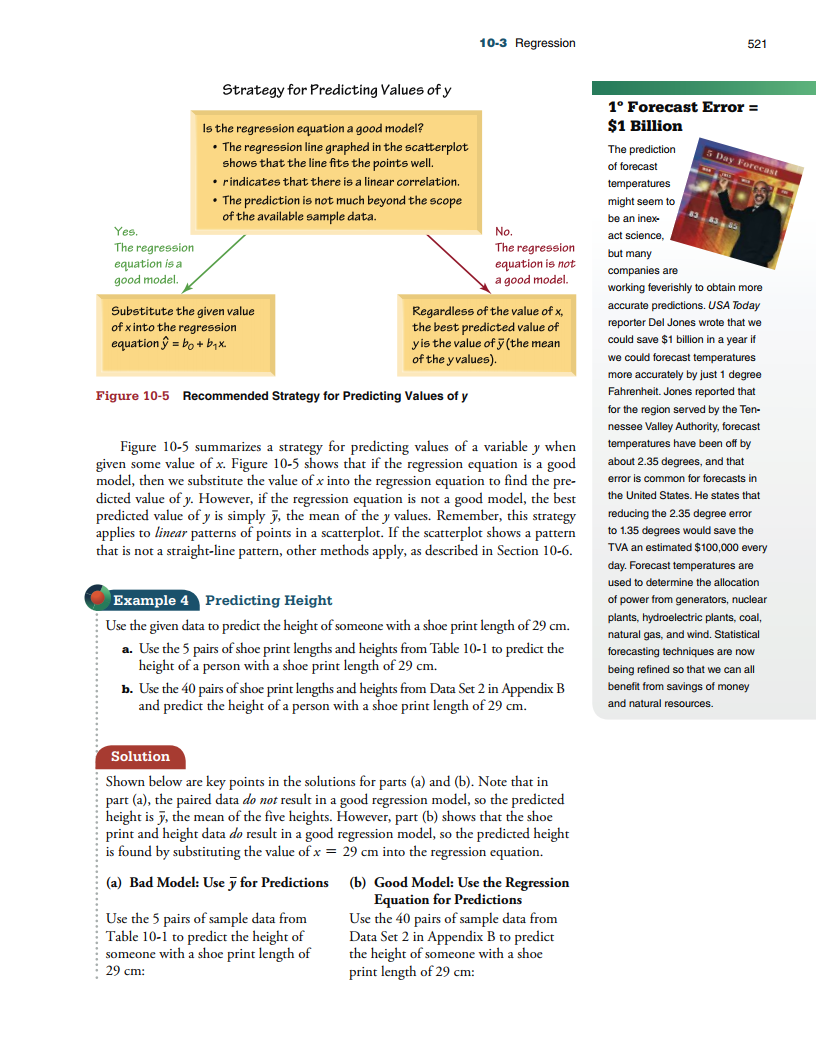 10-3 Regression 521
Strategy for Predicting Values of y
Is the regression equation a good model?
• The regression line graphed in the scatterplot
shows that the line fits the points well.
• r indicates that there is a linear correlation.
• The prediction is not much beyond the scope
of the available sample data.
Yes.
The regression
equation is a
good model.
No.
The regression
equation is not
a good model.
Substitute the given value
of x into the regression
equation ŷ = b₀ + b₁x.
Regardless of the value of x,
the best predicted value of
y is the value of ȳ (the mean
of the y values).
Figure 10-5 Recommended Strategy for Predicting Values of y
Figure 10-5 summarizes a strategy for predicting values of a variable y when
given some value of x. Figure 10-5 shows that if the regression equation is a good
model, then we substitute the value of x into the regression equation to find the pre-
dicted value of y. However, if the regression equation is not a good model, the best
predicted value of y is simply ȳ, the mean of the y values. Remember, this strategy
applies to linear patterns of points in a scatterplot. If the scatterplot shows a pattern
that is not a straight-line pattern, other methods apply, as described in Section 10-6.
Example 4 Predicting Height
Use the given data to predict the height of someone with a shoe print length of 29 cm.
a. Use the 5 pairs of shoe print lengths and heights from Table 10-1 to predict the
height of a person with a shoe print length of 29 cm.
b. Use the 40 pairs of shoe print lengths and heights from Data Set 2 in Appendix B
and predict the height of a person with a shoe print length of 29 cm.
Solution
Shown below are key points in the solutions for parts (a) and (b). Note that in
part (a), the paired data do not result in a good regression model, so the predicted
height is ȳ, the mean of the five heights. However, part (b) shows that the shoe
print and height data do result in a good regression model, so the predicted height
is found by substituting the value of x = 29 cm into the regression equation.
(a) Bad Model: Use ȳ for Predictions
Use the 5 pairs of sample data from
Table 10-1 to predict the height of
someone with a shoe print length of
29 cm:
(b) Good Model: Use the Regression
Equation for Predictions
Use the 40 pairs of sample data from
Data Set 2 in Appendix B to predict
the height of someone with a shoe
print length of 29 cm:
1° Forecast Error =
$1 Billion
The prediction
of forecast
temperatures
might seem to
be an inex-
act science,
but many
companies are
working feverishly to obtain more
accurate predictions. USA Today
reporter Del Jones wrote that we
could save $1 billion in a year if
we could forecast temperatures
more accurately by just 1 degree
Fahrenheit. Jones reported that
for the region served by the Ten-
nessee Valley Authority, forecast
temperatures have been off by
about 2.35 degrees, and that
error is common for forecasts in
the United States. He states that
reducing the 2.35 degree error
to 1.35 degrees would save the
TVA an estimated $100,000 every
day. Forecast temperatures are
used to determine the allocation
of power from generators, nuclear
plants, hydroelectric plants, coal,
natural gas, and wind. Statistical
forecasting techniques are now
being refined so that we can all
benefit from savings of money
and natural resources.
5 Day Forecast
83 83 85